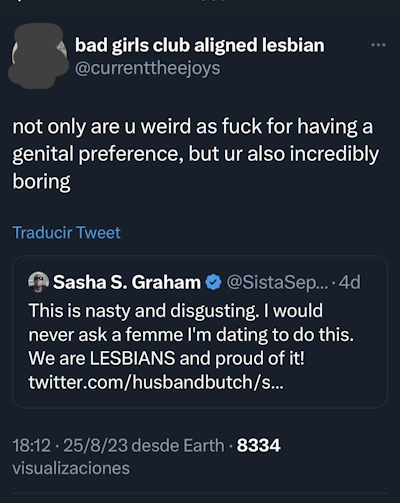 bad girls club aligned lesbian
@currenttheejoys
not only are u weird as fuck for having a
genital preference, but ur also incredibly
boring
Traducir Tweet
Sasha S. Graham @SistaSep... · 4d
This is nasty and disgusting. I would
never ask a femme I'm dating to do this.
We are LESBIANS and proud of it!
twitter.com/husbandbutch/s...
18:12 · 25/8/23 desde Earth · 8334
visualizaciones